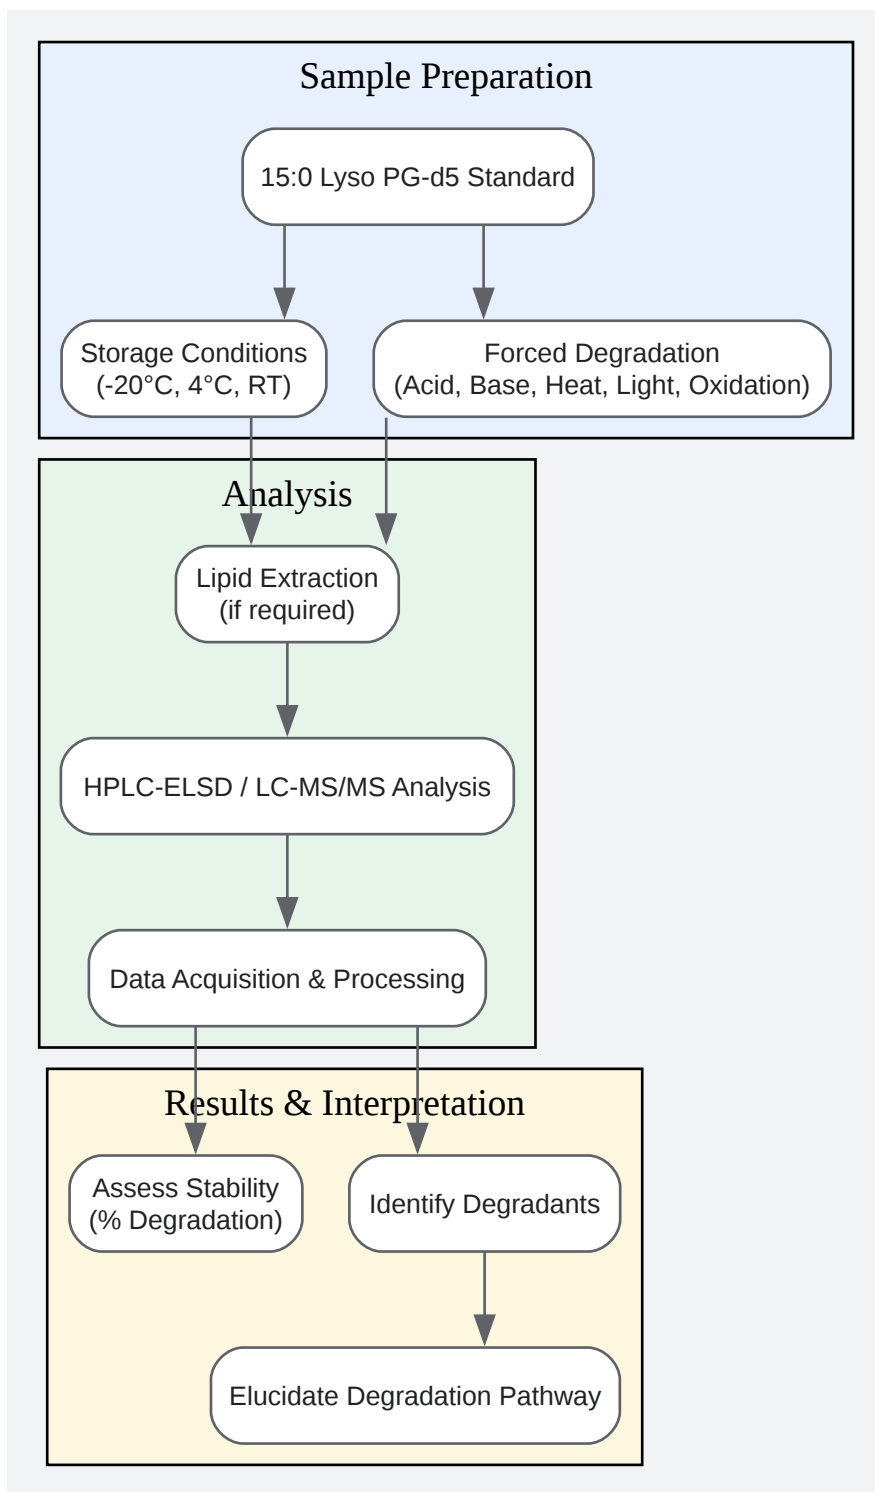 Sample Preparation
15:0 Lyso PG-d5 Standard
Storage Conditions
(-20°C, 4°C, RT)
Forced Degradation
(Acid, Base, Heat, Light, Oxidation)
Analysis
Lipid Extraction
(if required)
HPLC-ELSD / LC-MS/MS Analysis
Data Acquisition & Processing
Results & Interpretation
Assess Stability
(% Degradation)
Identify Degradants
Elucidate Degradation Pathway